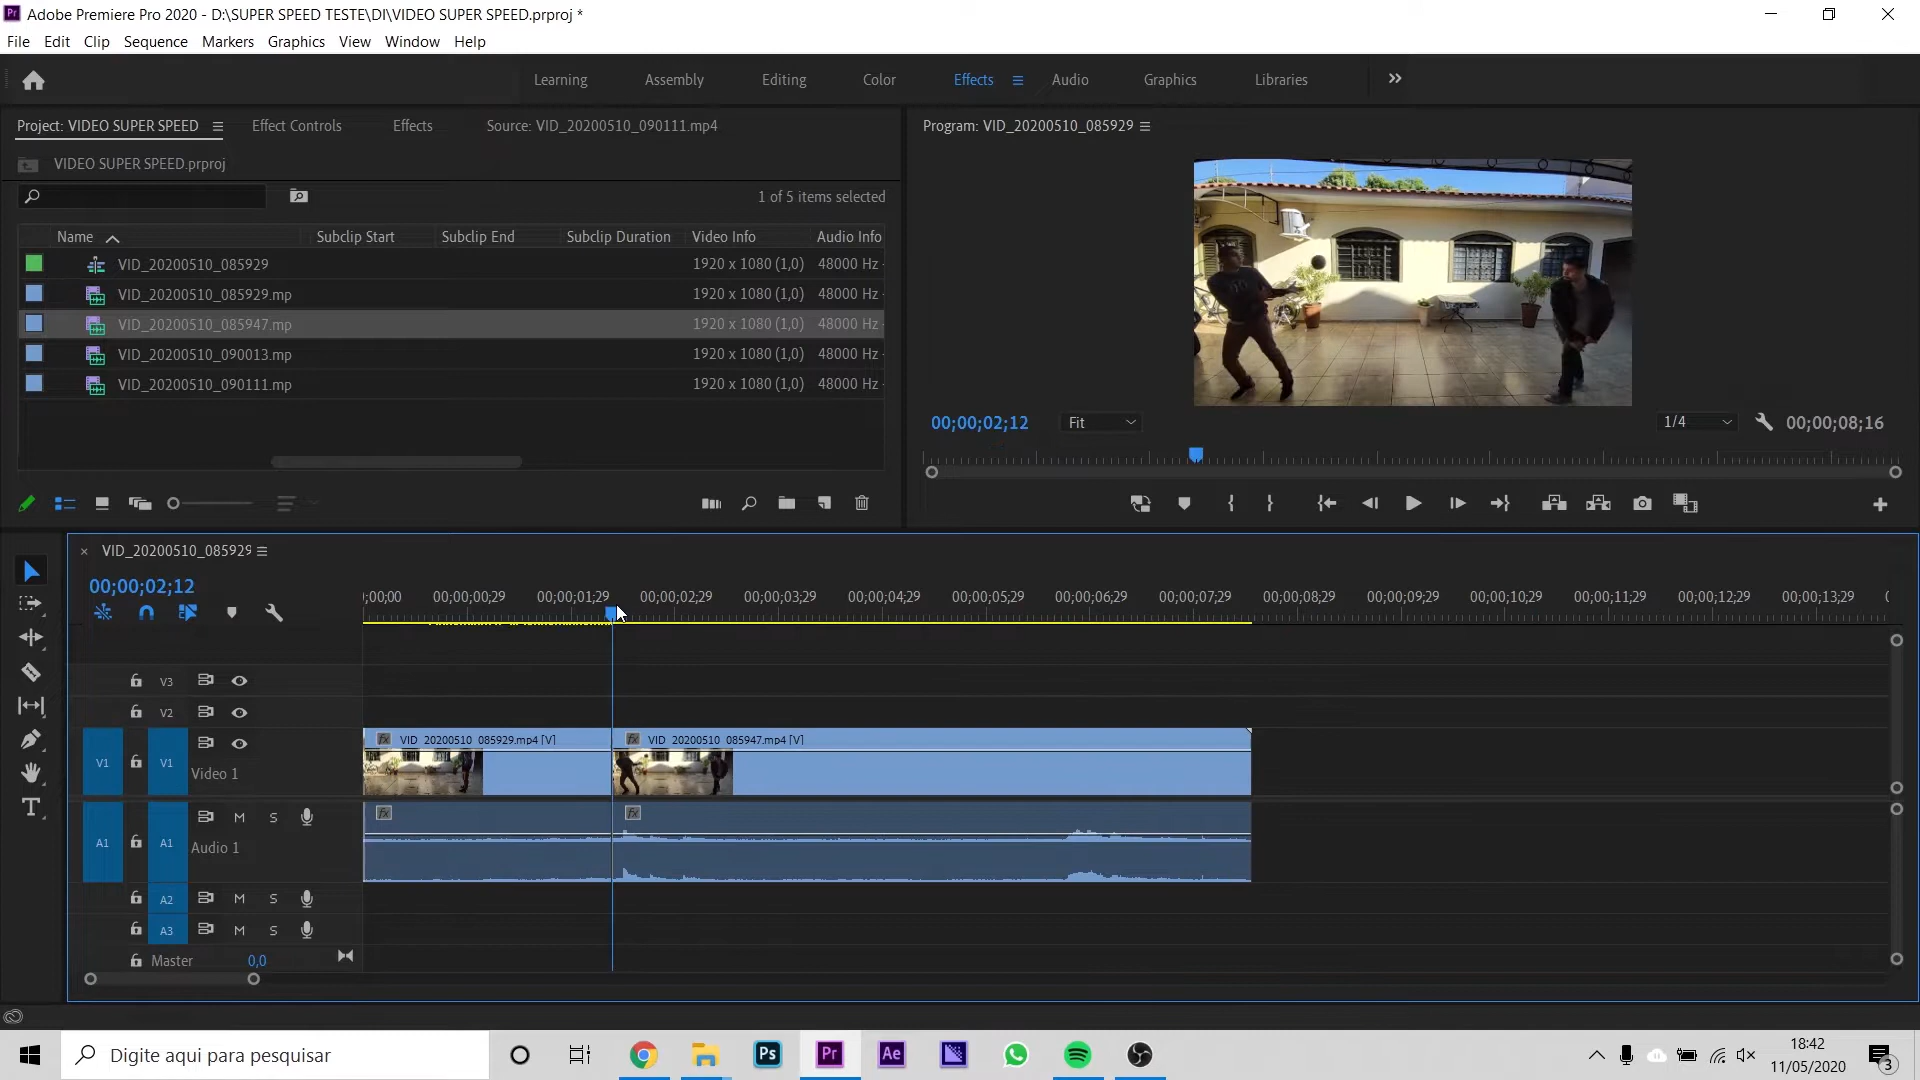 Adobe Premiere Pro 2020 - D:\SUPER SPEED TESTE\DI\VIDEO SUPER SPEED.prproj *
File Edit Clip Sequence Markers Graphics View Window Help
Learning Assembly Editing Color Effects Audio Graphics Libraries
Project: VIDEO SUPER SPEED Effect Controls Effects Source: VID_20200510_090111.mp4
Program: VID_20200510_085929
VIDEO SUPER SPEED.prproj
1 of 5 items selected
Name Subclip Start Subclip End Subclip Duration Video Info Audio Info
VID_20200510_085929 1920 x 1080 (1,0) 48000 Hz -
VID_20200510_085929.mp 1920 x 1080 (1,0) 48000 Hz -
VID_20200510_085947.mp 1920 x 1080 (1,0) 48000 Hz -
VID_20200510_090013.mp 1920 x 1080 (1,0) 48000 Hz -
VID_20200510_090111.mp 1920 x 1080 (1,0) 48000 Hz -
00;00;02;12 Fit 1/4 00;00;08;16
VID_20200510_085929
00;00;02;12
;00;00 00;00;00;29 00;00;01;29 00;00;02;29 00;00;03;29 00;00;04;29 00;00;05;29 00;00;06;29 00;00;07;29 00;00;08;29 00;00;09;29 00;00;10;29 00;00;11;29 00;00;12;29 00;00;13;29
V3
V2
V1 V1 Video 1
fx VID_20200510_085929.mp4 [V] fx VID_20200510_085947.mp4 [V]
A1 A1 M S Audio 1
fx fx
A2 M S
A3 M S
Master 0,0
Digite aqui para pesquisar
Ps Pr Ae
18:42
11/05/2020
3